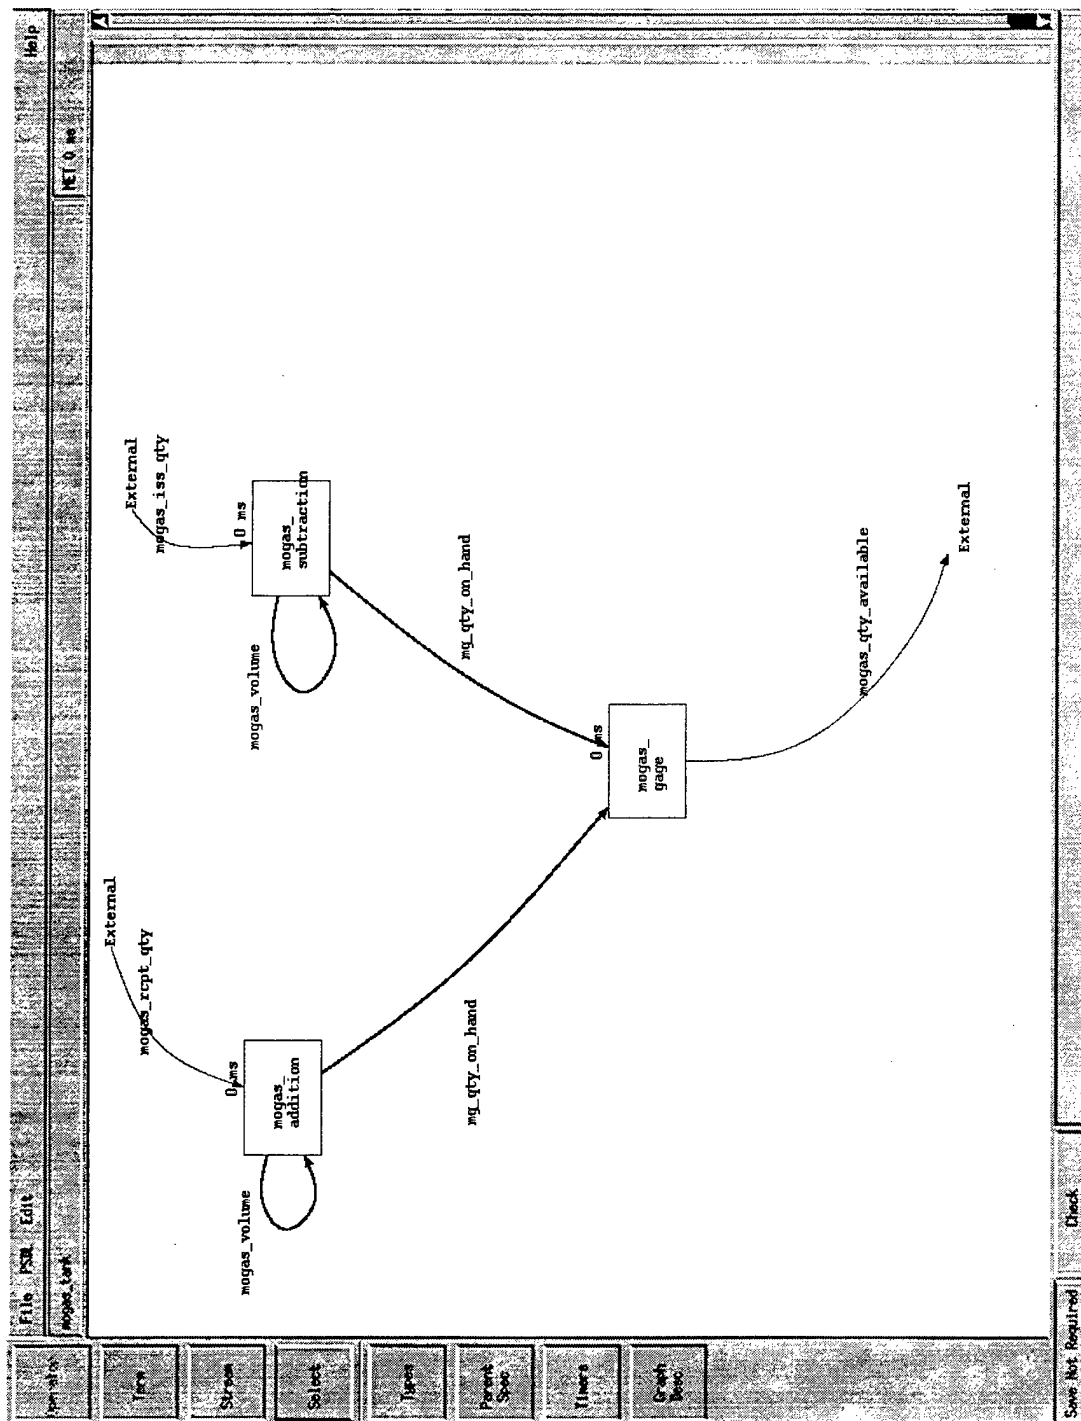 File PSDL Edit Help
mogas_tank MET 0 ms
Operator
Term
Stream
Select
Types
Parent
Spec
Timers
Graph
Desc
External
mogas_rcpt_qty
0 ms
mogas_
addition
mogas_volume
mg_qty_on_hand
External
mogas_iss_qty
0 ms
mogas_
subtraction
mogas_volume
mg_qty_on_hand
0 ms
mogas_
gage
mogas_qty_available
External
Save Not Required Check